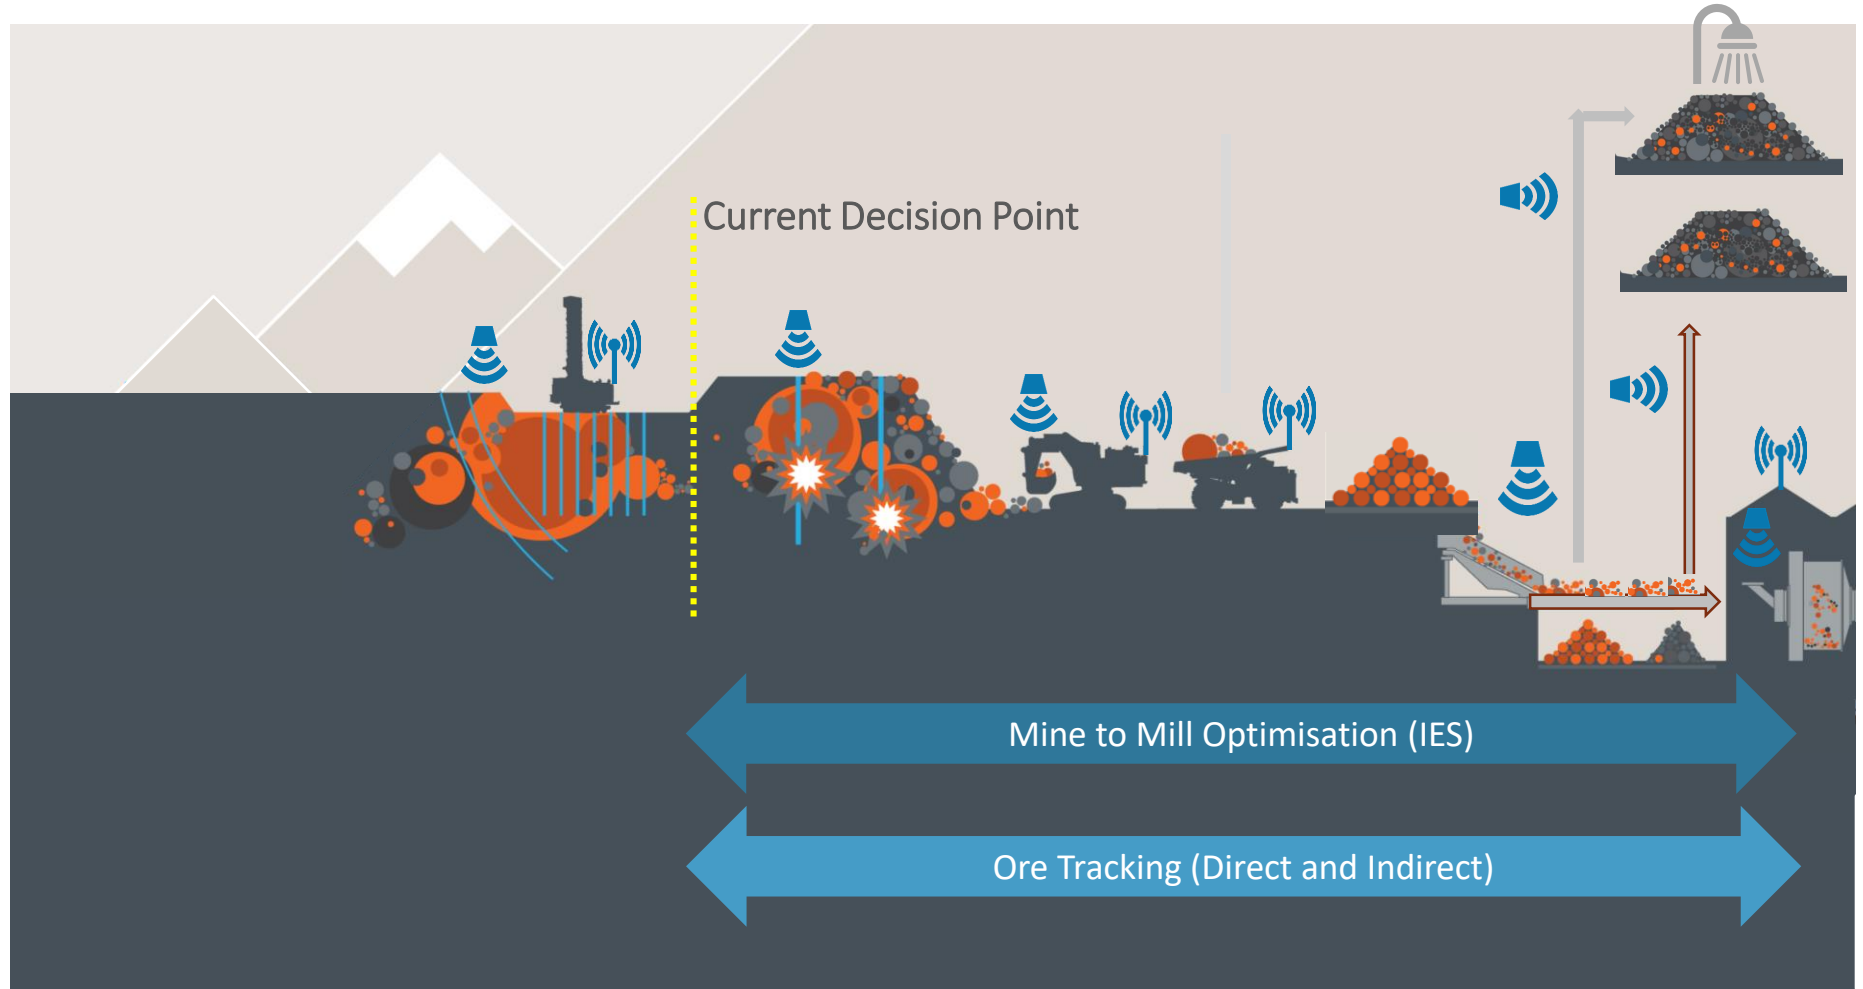 Current Decision Point
Mine to Mill Optimisation (IES)
Ore Tracking (Direct and Indirect)